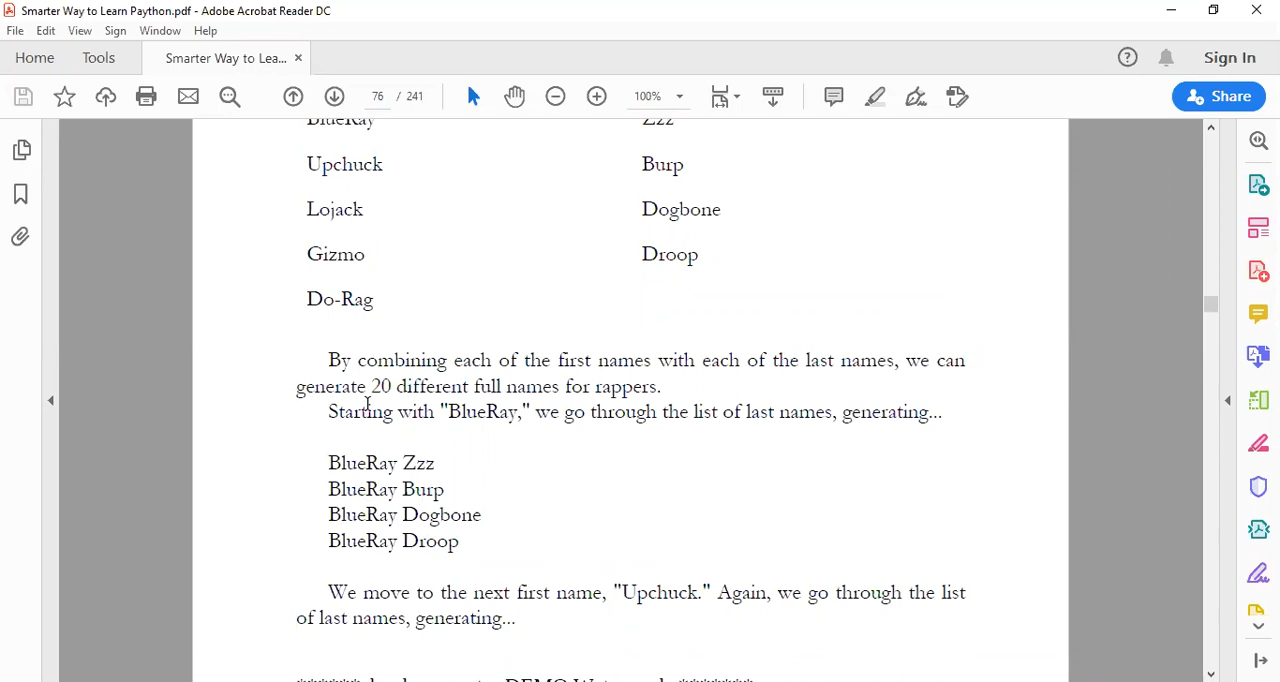 Smarter Way to Learn Paython.pdf - Adobe Acrobat Reader DC
File Edit View Sign Window Help
Home Tools Smarter Way to Lea... × Sign In
76 / 241 100% Share
BlueRay Zzz
Upchuck Burp
Lojack Dogbone
Gizmo Droop
Do-Rag
By combining each of the first names with each of the last names, we can
generate 20 different full names for rappers.
Starting with "BlueRay," we go through the list of last names, generating...
BlueRay Zzz
BlueRay Burp
BlueRay Dogbone
BlueRay Droop
We move to the next first name, "Upchuck." Again, we go through the list
of last names, generating...